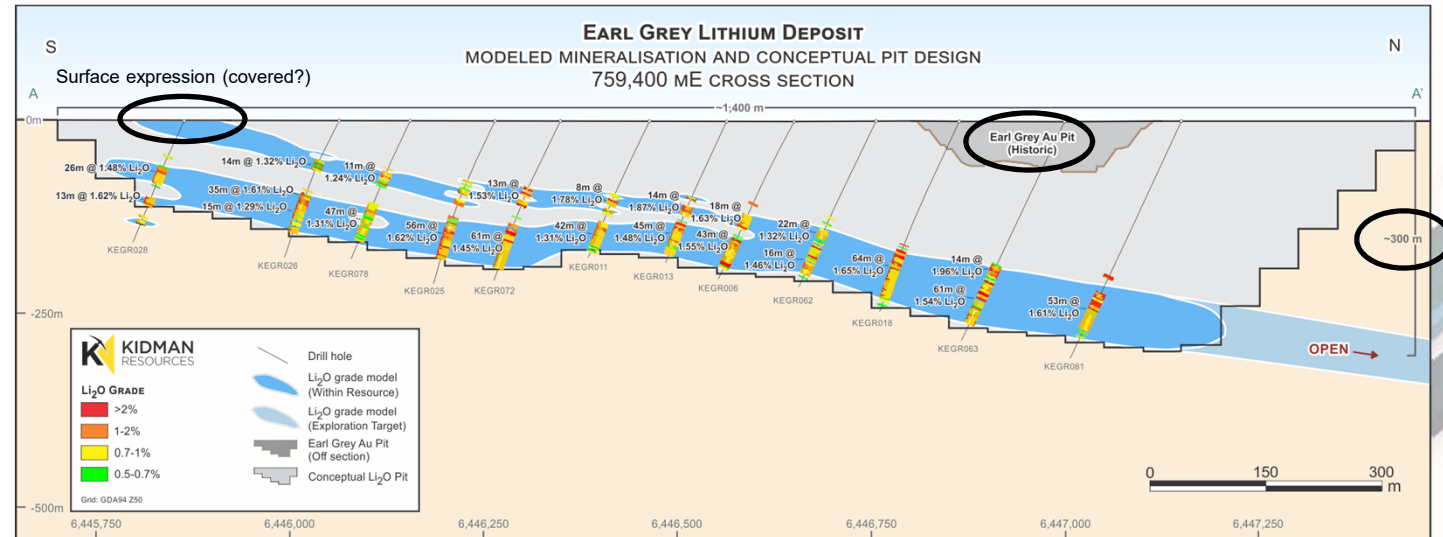 EARL GREY LITHIUM DEPOSIT
MODELED MINERALISATION AND CONCEPTUAL PIT DESIGN
759,400 mE CROSS SECTION
S
N
Surface expression (covered?)
A
A'
~1,400 m
0m
Earl Grey Au Pit
(Historic)
26m @ 1.48% Li2O
13m @ 1.62% Li2O
14m @ 1.32% Li2O
35m @ 1.61% Li2O
15m @ 1.29% Li2O
11m @
1.24% Li2O
47m @
1.31% Li2O
56m @
1.62% Li2O
13m @
1.53% Li2O
61m @
1.45% Li2O
8m @
1.78% Li2O
42m @
1.31% Li2O
14m @
1.87% Li2O
45m @
1.48% Li2O
18m @
1.63% Li2O
43m @
1.55% Li2O
22m @
1.32% Li2O
16m @
1.46% Li2O
64m @
1.65% Li2O
14m @
1.96% Li2O
61m @
1.54% Li2O
53m @
1.61% Li2O
~300 m
KEGR028
KEGR026
KEGR078
KEGR025
KEGR072
KEGR011
KEGR013
KEGR006
KEGR062
KEGR018
KEGR063
KEGR081
-250m
OPEN
KIDMAN
RESOURCES
Li2O GRADE
>2%
1-2%
0.7-1%
0.5-0.7%
Grid: GDA94 Z50
Drill hole
Li2O grade model
(Within Resource)
Li2O grade model
(Exploration Target)
Earl Grey Au Pit
(Off section)
Conceptual Li2O Pit
0 150 300
m
-500m
6,445,750 6,446,000 6,446,250 6,446,500 6,446,750 6,447,000 6,447,250